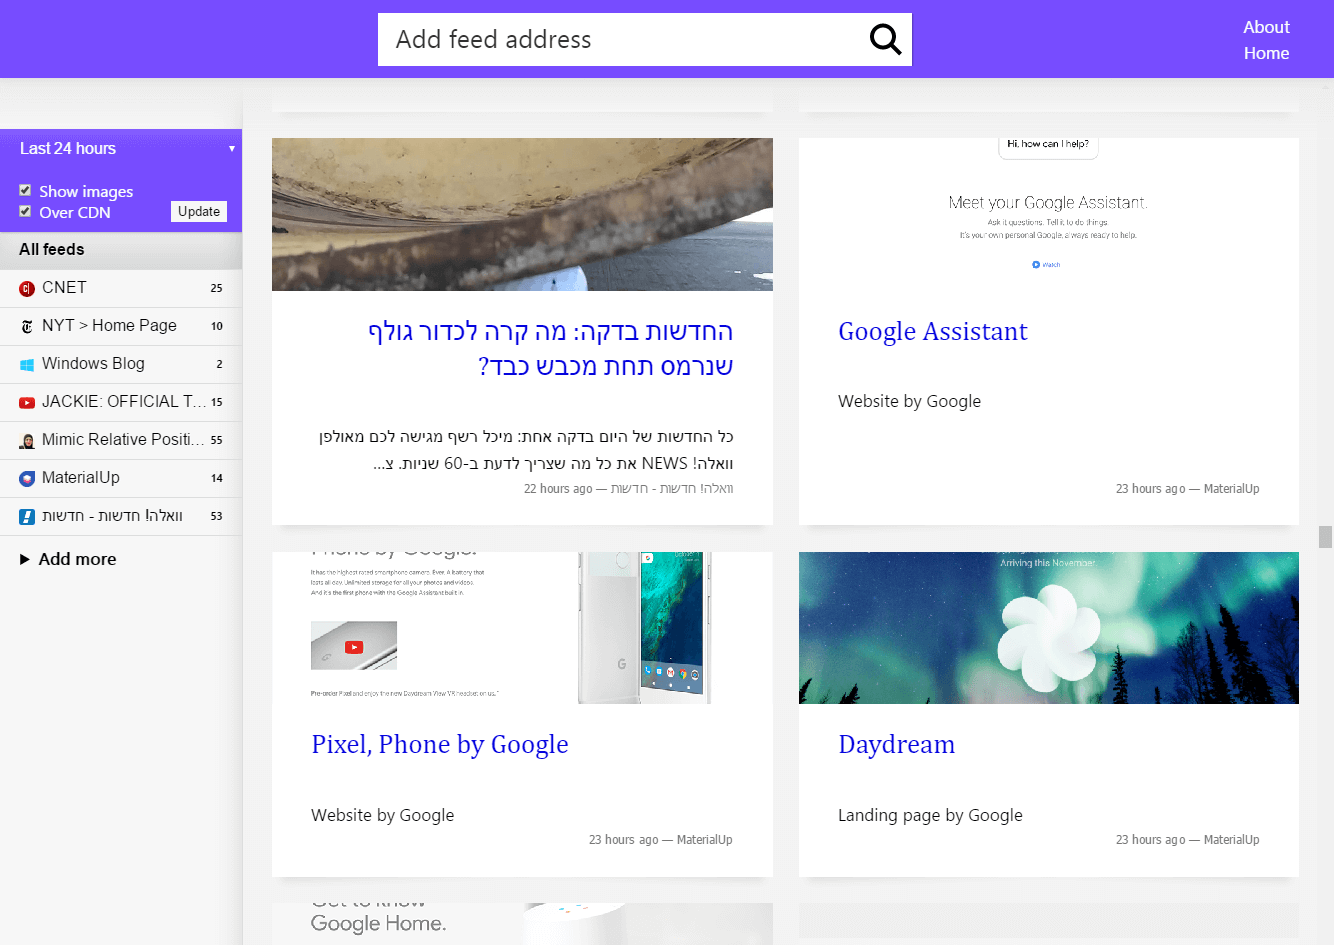 Add feed address
About
Home
Last 24 hours
Show images
Over CDN
Update
All feeds
CNET 25
NYT > Home Page 10
Windows Blog 2
JACKIE: OFFICIAL T... 15
Mimic Relative Positi... 55
MaterialUp 14
וואלה! חדשות - חדשות 53
Add more
החדשות בדקה: מה קרה לכדור גולף
שנרמס תחת מכבש כבד?
כל החדשות של היום בדקה אחת: מיכל רשף מגישה לכם מאולפן
וואלה! NEWS את כל מה שצריך לדעת ב-60 שניות. צ...
22 hours ago — וואלה! חדשות - חדשות
Hi, how can I help?
Meet your Google Assistant.
Ask it questions. Tell it to do things.
It's your own personal Google, always ready to help.
Watch
Google Assistant
Website by Google
23 hours ago — MaterialUp
Phone by Google.
It has the highest rated smartphone camera. Ever. A battery that
lasts all day. Unlimited storage for all your photos and videos.
And it's the first phone with the Google Assistant built in.
Pre-order Pixel and enjoy the new Daydream View VR headset on us.*
G
Pixel, Phone by Google
Website by Google
23 hours ago — MaterialUp
Arriving this November
Daydream
Landing page by Google
23 hours ago — MaterialUp
Get to know
Google Home.